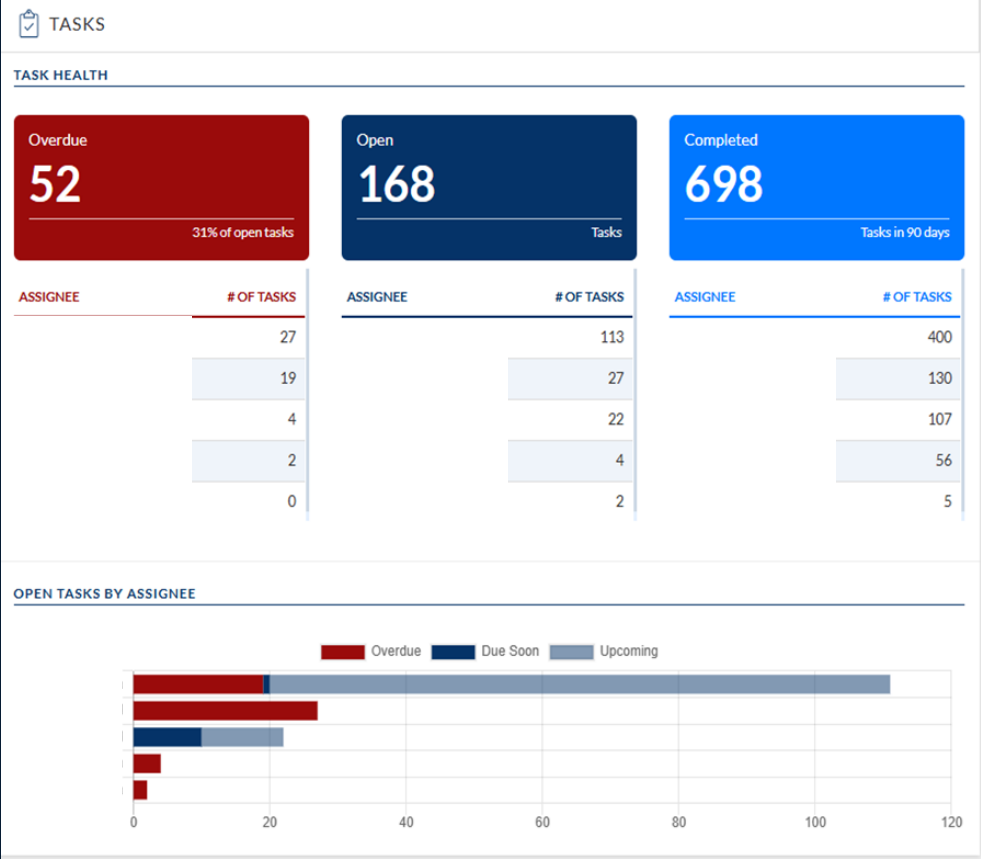 TASKS
TASK HEALTH
Overdue
52
31% of open tasks
Open
168
Tasks
Completed
698
Tasks in 90 days
ASSIGNEE # OF TASKS
27
19
4
2
0
ASSIGNEE # OF TASKS
113
27
22
4
2
ASSIGNEE # OF TASKS
400
130
107
56
5
OPEN TASKS BY ASSIGNEE
Overdue Due Soon Upcoming
0 20 40 60 80 100 120